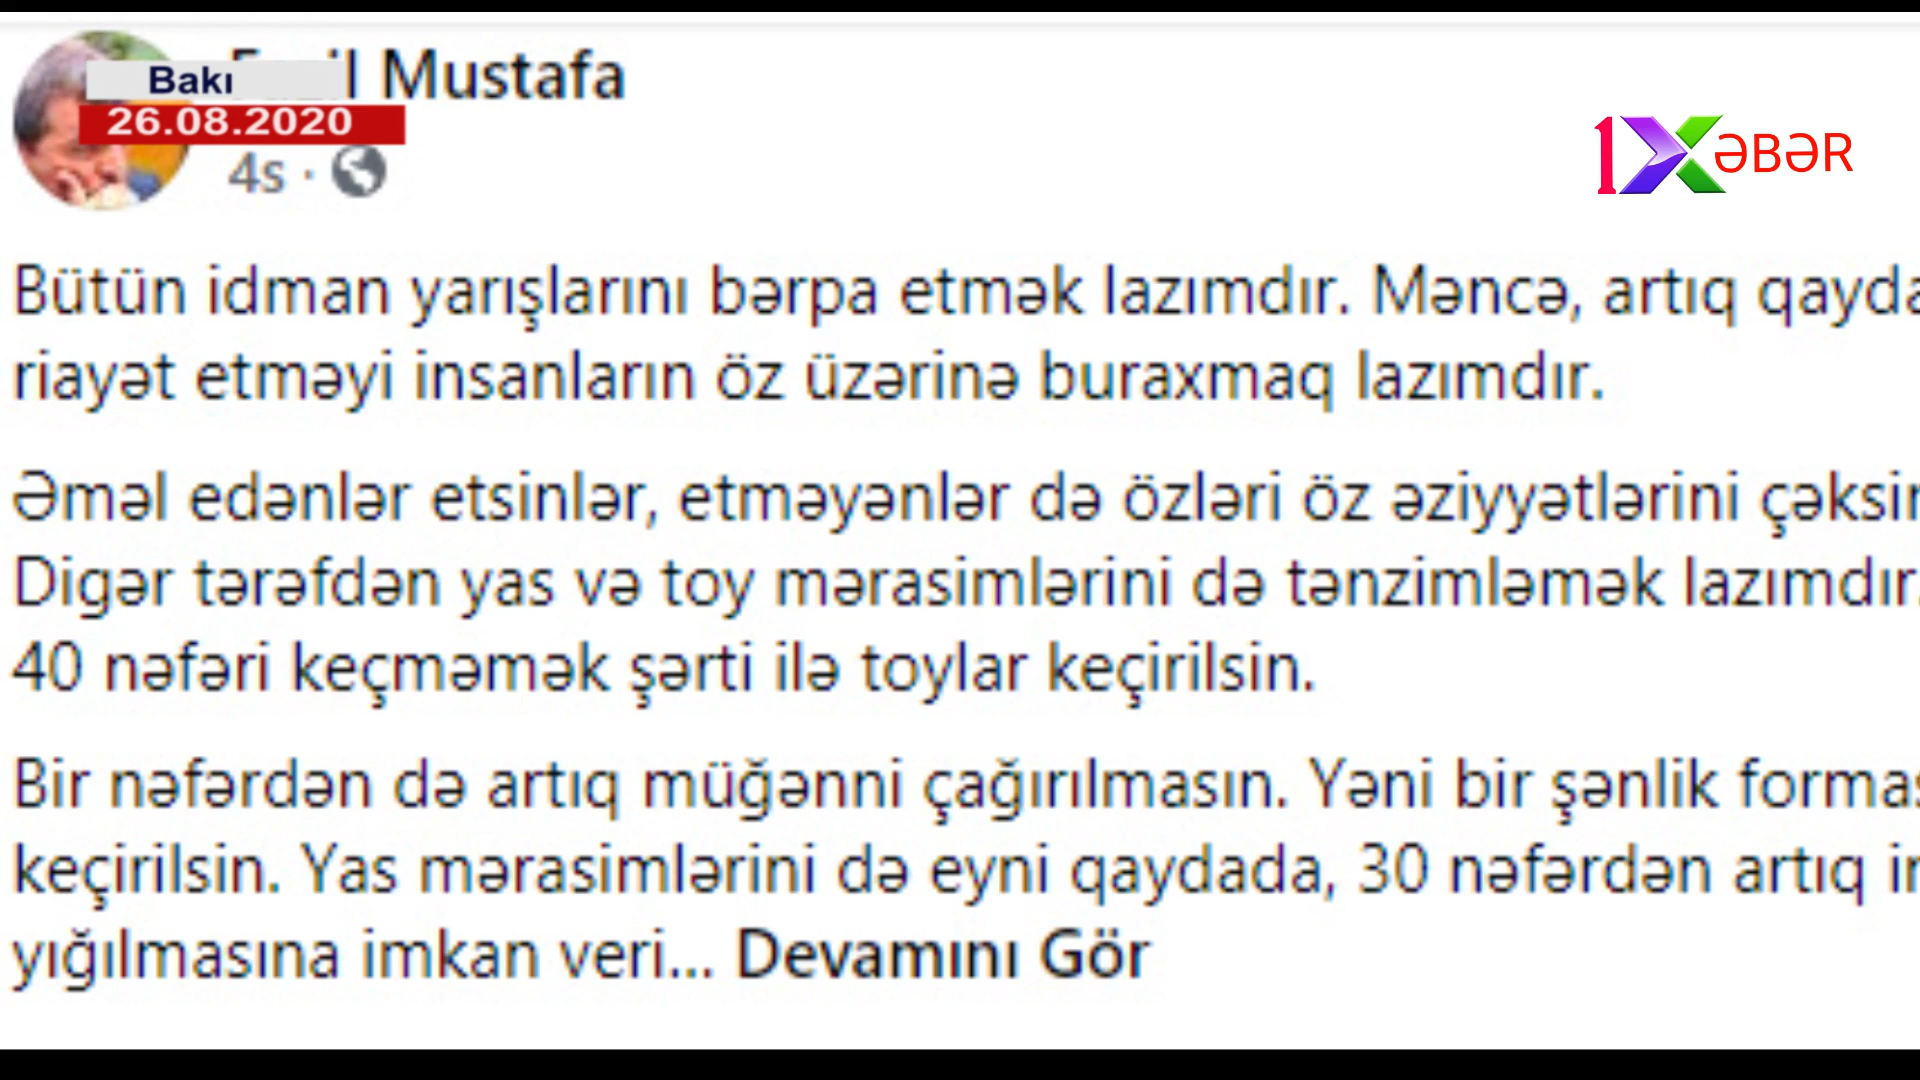 Mustafa
Bakı
26.08.2020
4s ·
1XƏBƏR
Bütün idman yarışlarını bərpa etmək lazımdır. Məncə, artıq
riayət etməyi insanların öz üzərinə buraxmaq lazımdır.
Əməl edənlər etsinlər, etməyənlər də özləri öz əziyyətlərini
Digər tərəfdən yas və toy mərasimlərini də tənzimləmək lazımdır.
40 nəfəri keçməmək şərti ilə toylar keçirilsin.
Bir nəfərdən də artıq müğənni çağırılmasın. Yəni bir şənlik
keçirilsin. Yas mərasimlərini də eyni qaydada, 30 nəfərdən artıq
yığılmasına imkan veri... Devamını Gör